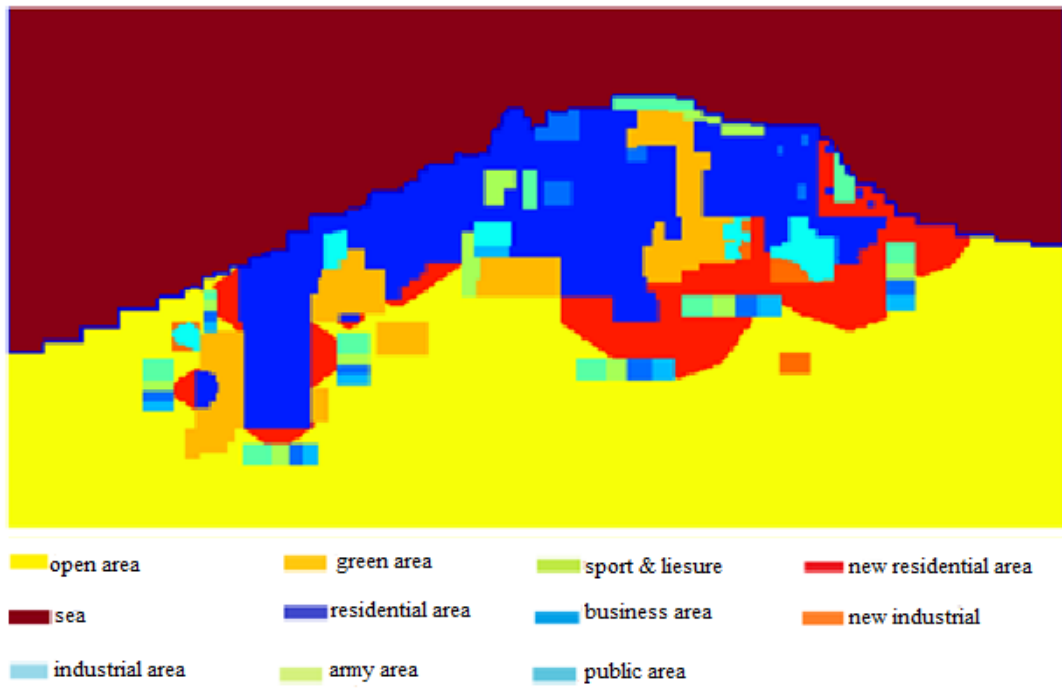 open area green area sport & liesure new residential area
sea residential area business area new industrial
industrial area army area public area